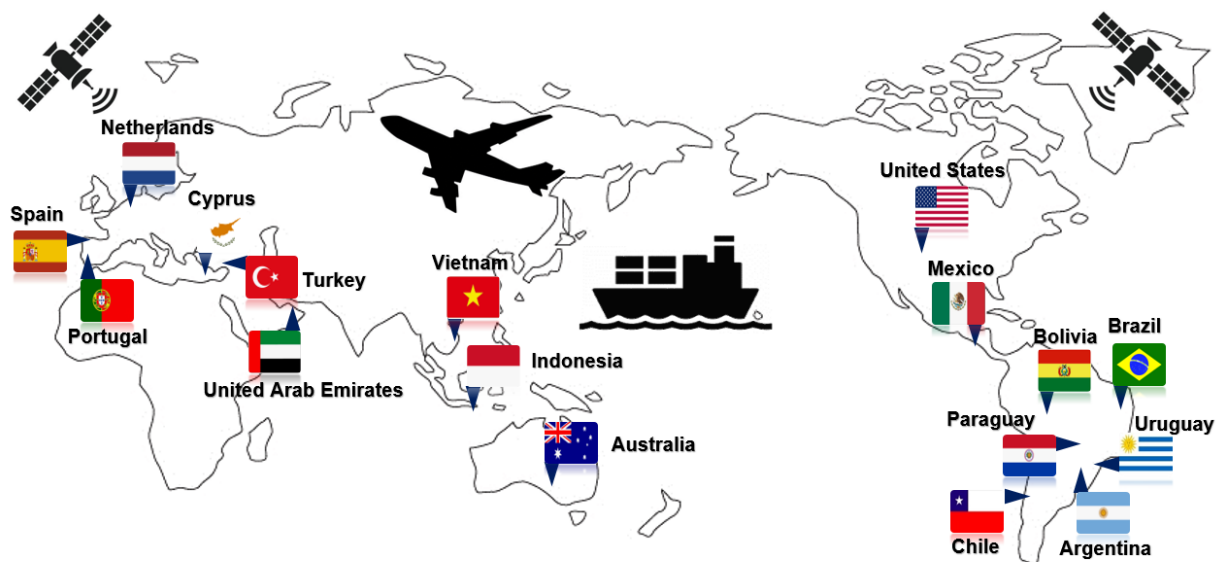 Netherlands
United States
Cyprus
Spain
Vietnam
Mexico
Turkey
Brazil
Portugal
Bolivia
Indonesia
United Arab Emirates
Paraguay
Uruguay
Australia
Chile
Argentina